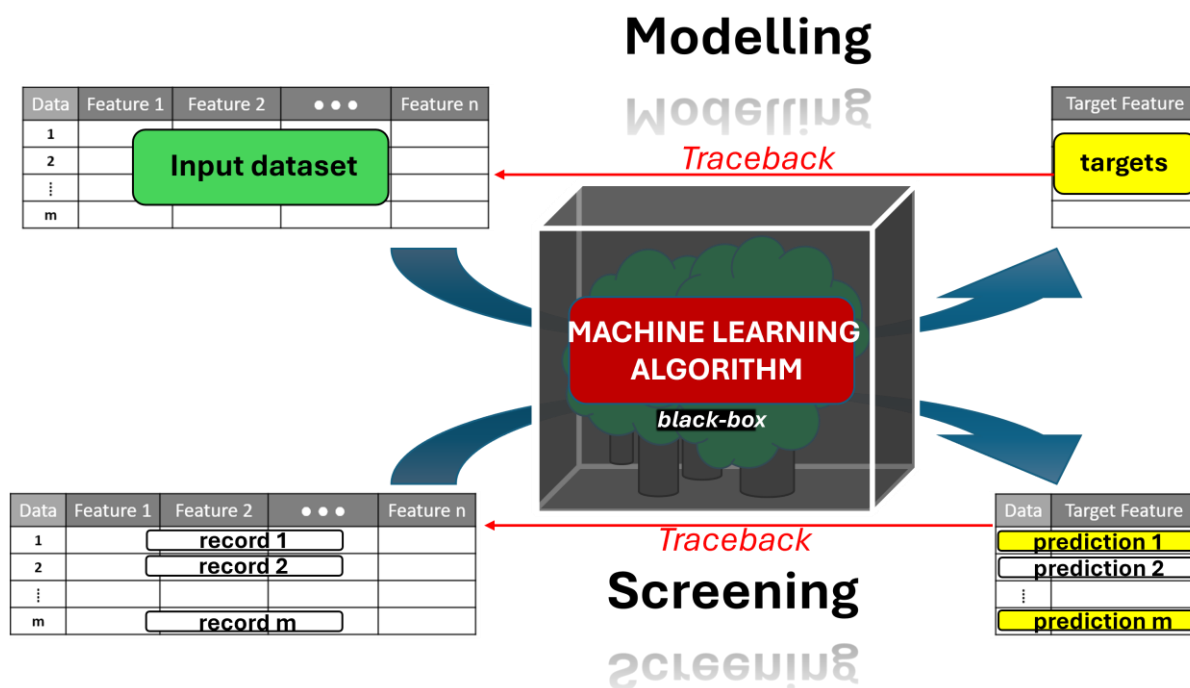 Modelling
Modelling
Data Feature 1 Feature 2 ●●● Feature n
1
2
⋮
m
Input dataset
Traceback
Target Feature
targets
MACHINE LEARNING
ALGORITHM
black-box
Data Feature 1 Feature 2 ●●● Feature n
1 record 1
2 record 2
⋮
m record m
Traceback
Screening
Screening
Data Target Feature
prediction 1
prediction 2
⋮
prediction m